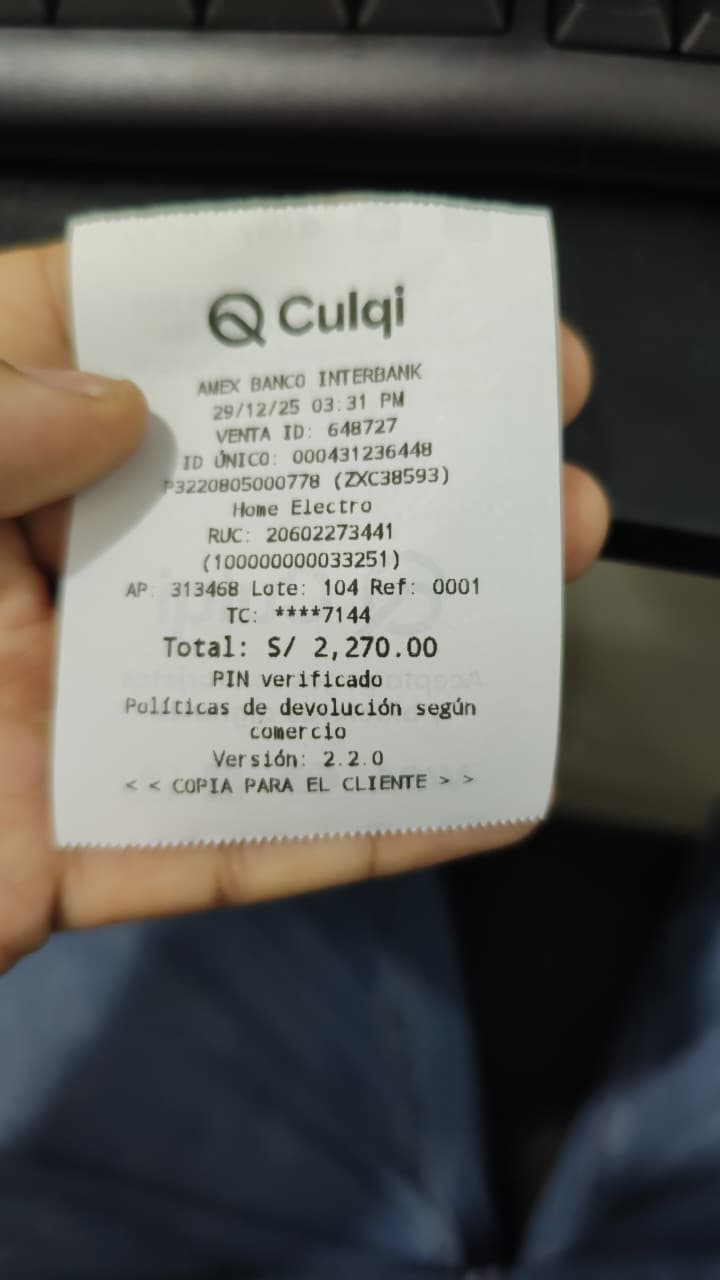 Culqi
AMEX BANCO INTERBANK
29/12/25 03:31 PM
VENTA ID: 648727
ID ÚNICO: 000431236448
P3220805000778 (ZXC38593)
Home Electro
RUC: 20602273441
(100000000033251)
AP: 313468 Lote: 104 Ref: 0001
TC: ****7144
Total: S/ 2,270.00
PIN verificado
Políticas de devolución según
comercio
Versión: 2.2.0
< < COPIA PARA EL CLIENTE > >